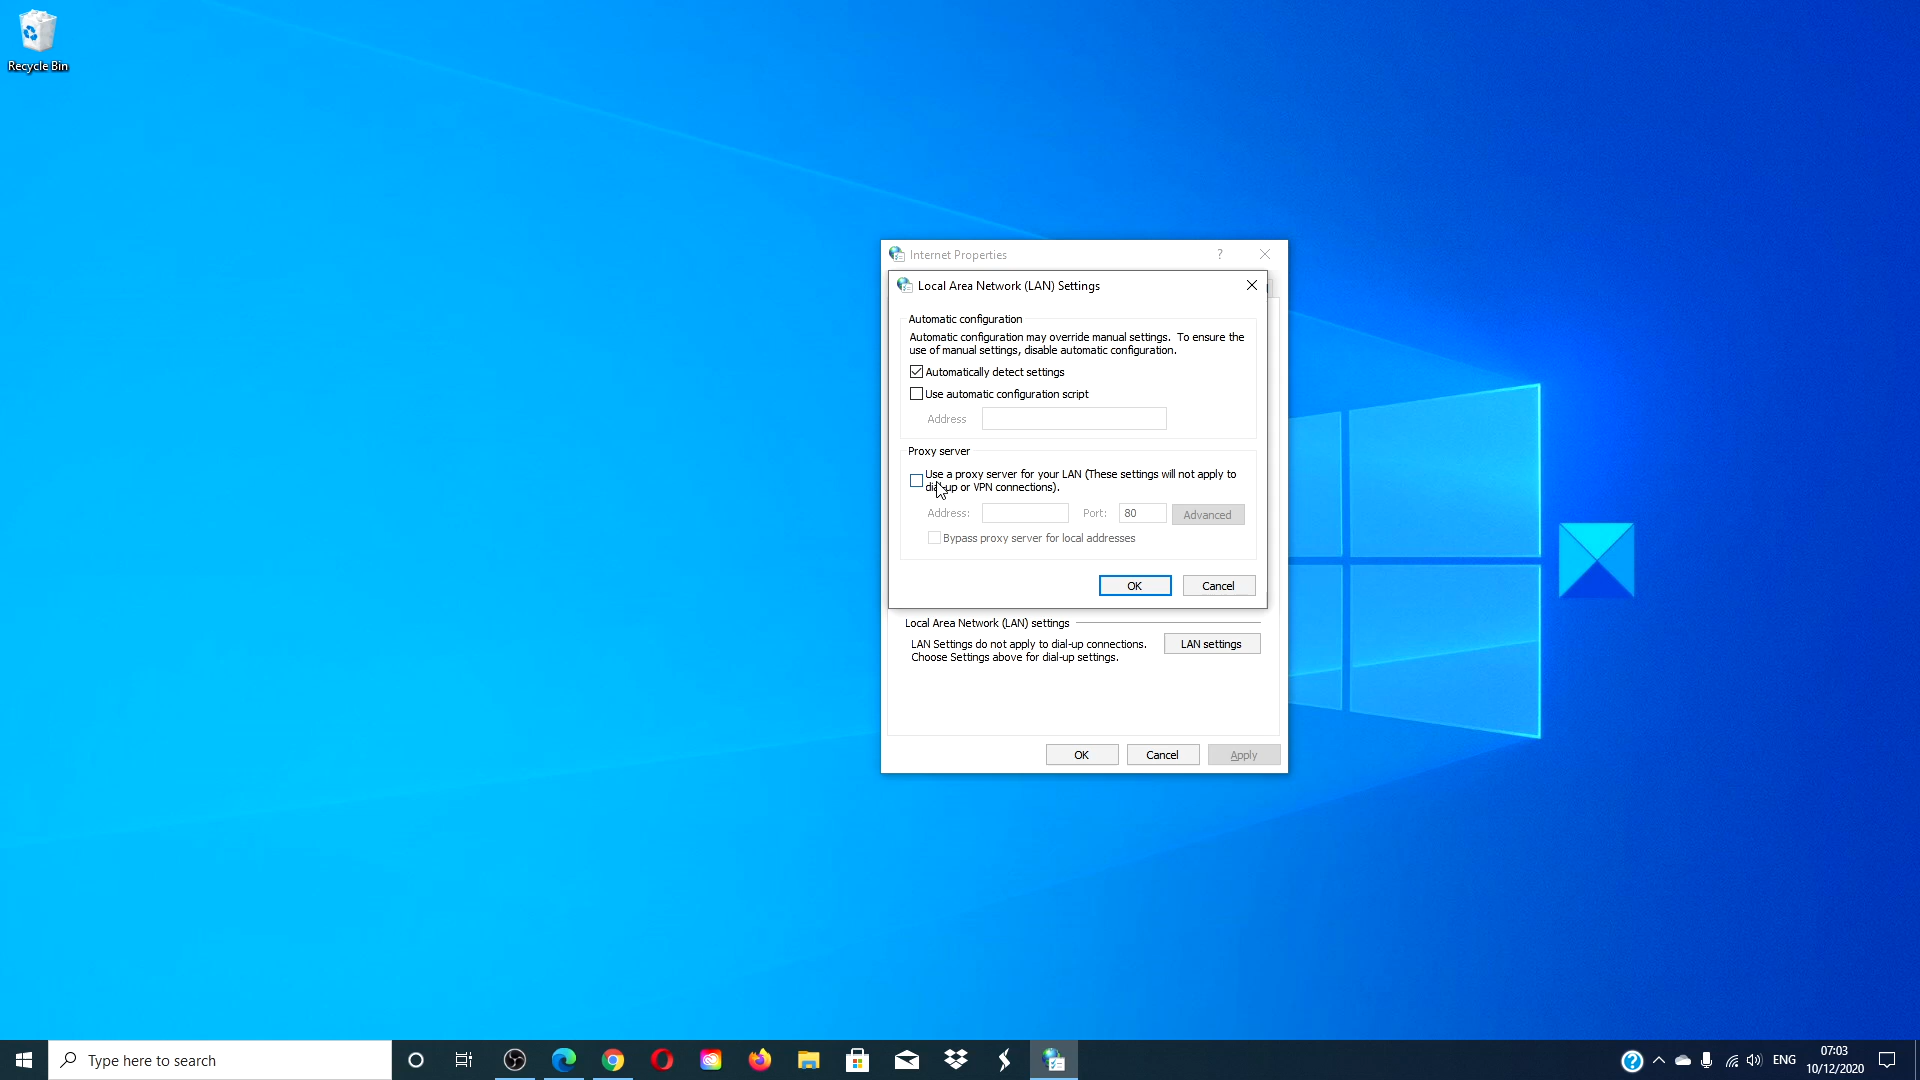 Recycle Bin
Internet Properties
?
Local Area Network (LAN) Settings
Automatic configuration
Automatic configuration may override manual settings. To ensure the
use of manual settings, disable automatic configuration.
Automatically detect settings
Use automatic configuration script
Address
Proxy server
Use a proxy server for your LAN (These settings will not apply to
dial-up or VPN connections).
Address: Port: 80 Advanced
Bypass proxy server for local addresses
OK Cancel
Local Area Network (LAN) settings
LAN Settings do not apply to dial-up connections.
Choose Settings above for dial-up settings.
LAN settings
OK Cancel Apply
Type here to search
ENG
07:03
10/12/2020